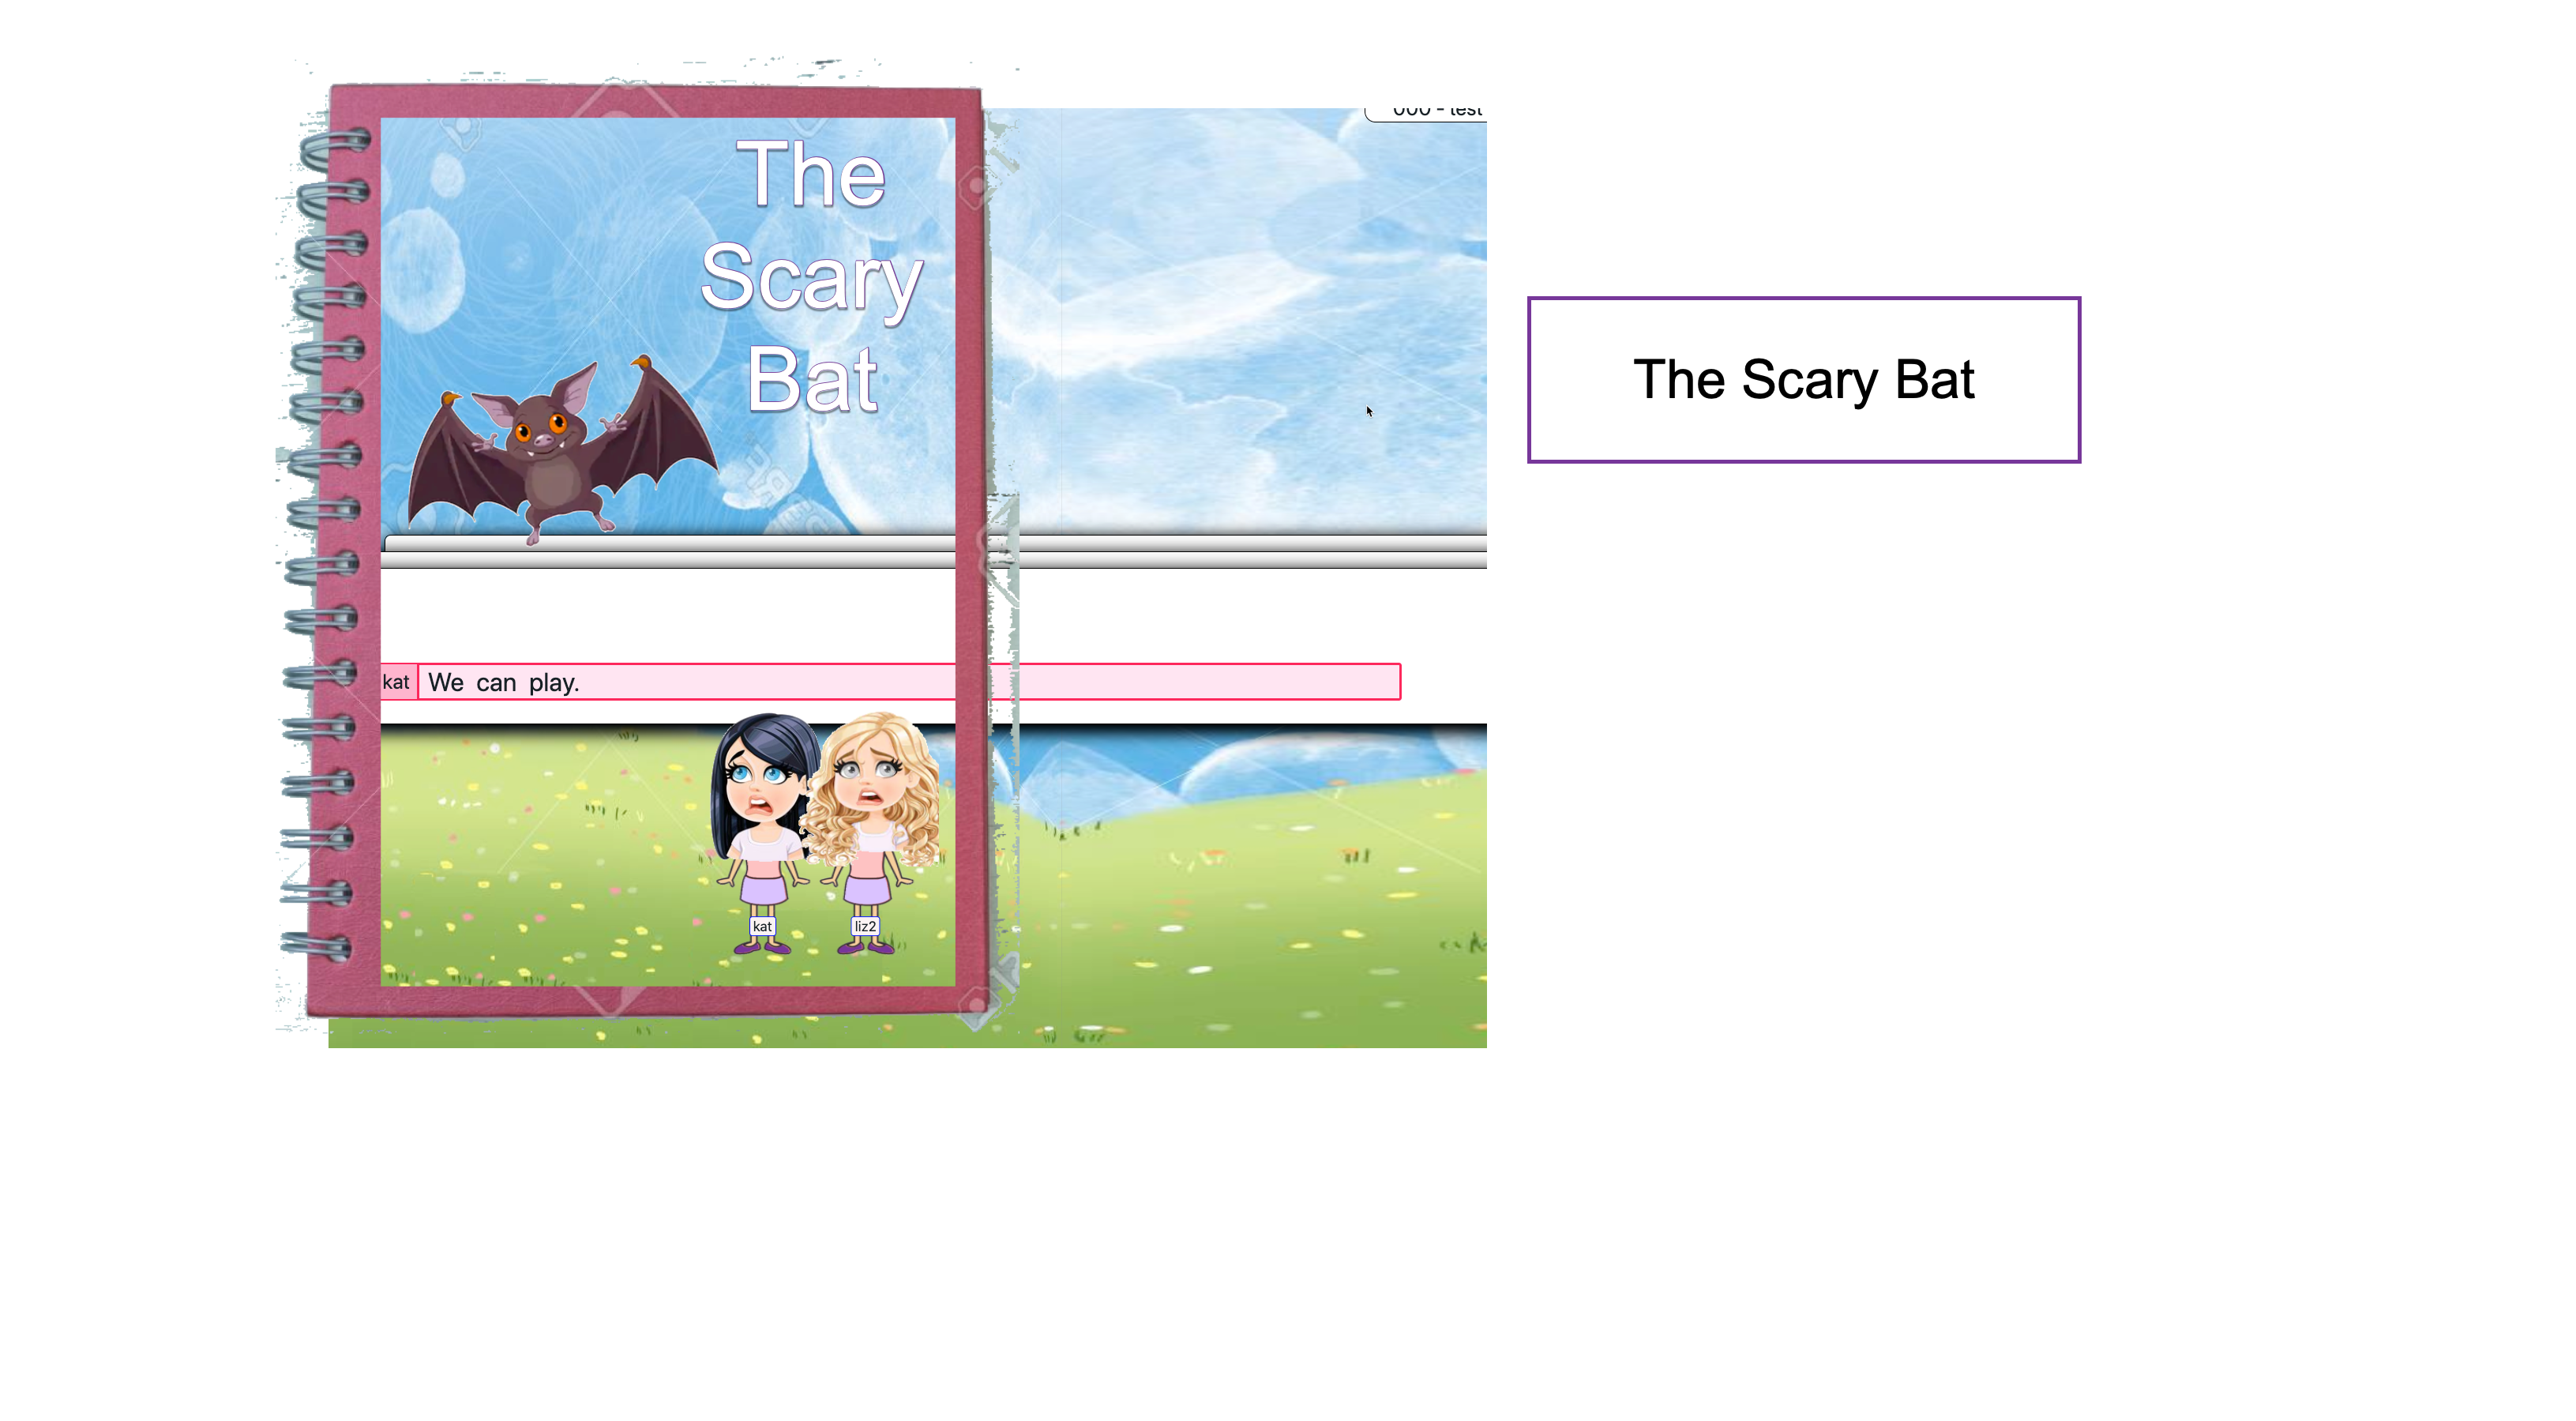 The
Scary
Bat
The Scary Bat
kat We can play.
kat
liz2